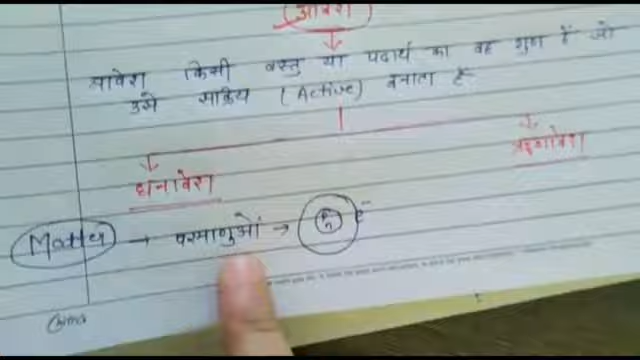 (आवेश)
आवेश किसी वस्तु या पदार्थ का वह गुण है जो
उसे सक्रिय (Active) बनाता है
धनावेश ऋणावेश
Matter → परमाणुओं →